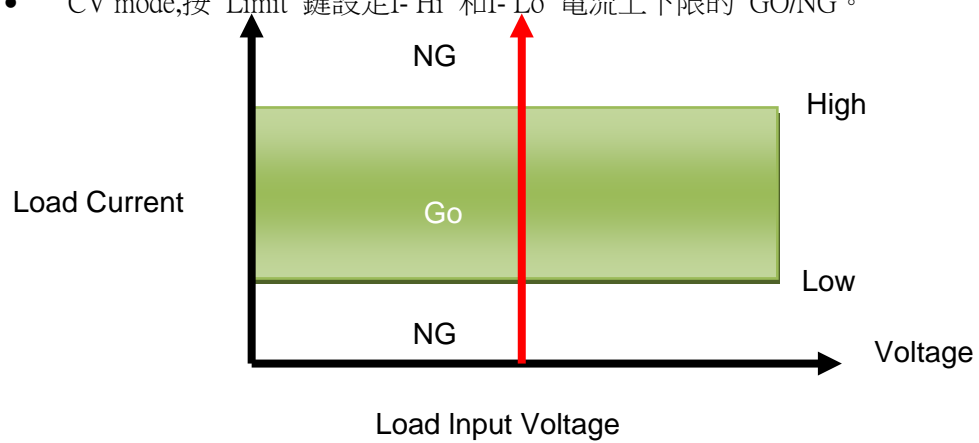 • CV mode,按 Limit 鍵設定I- Hi 和I- Lo 電流上下限的 GO/NG。
NG
High
Load Current
Go
Low
NG
Voltage
Load Input Voltage